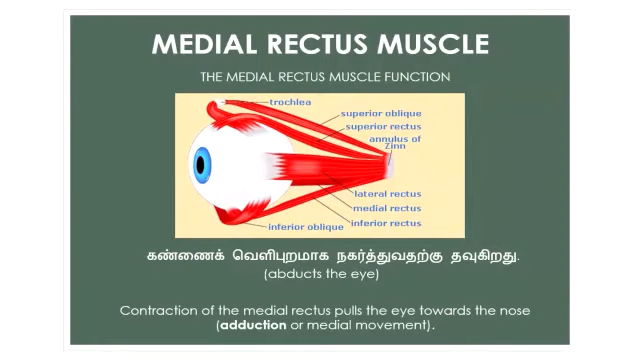 MEDIAL RECTUS MUSCLE
THE MEDIAL RECTUS MUSCLE FUNCTION
trochlea
superior oblique
superior rectus
annulus of
Zinn
lateral rectus
medial rectus
inferior rectus
inferior oblique
கண்ணைக் வெளிபுறமாக நகர்த்துவதற்கு தவுகிறது.
(abducts the eye)
Contraction of the medial rectus pulls the eye towards the nose
(adduction or medial movement).